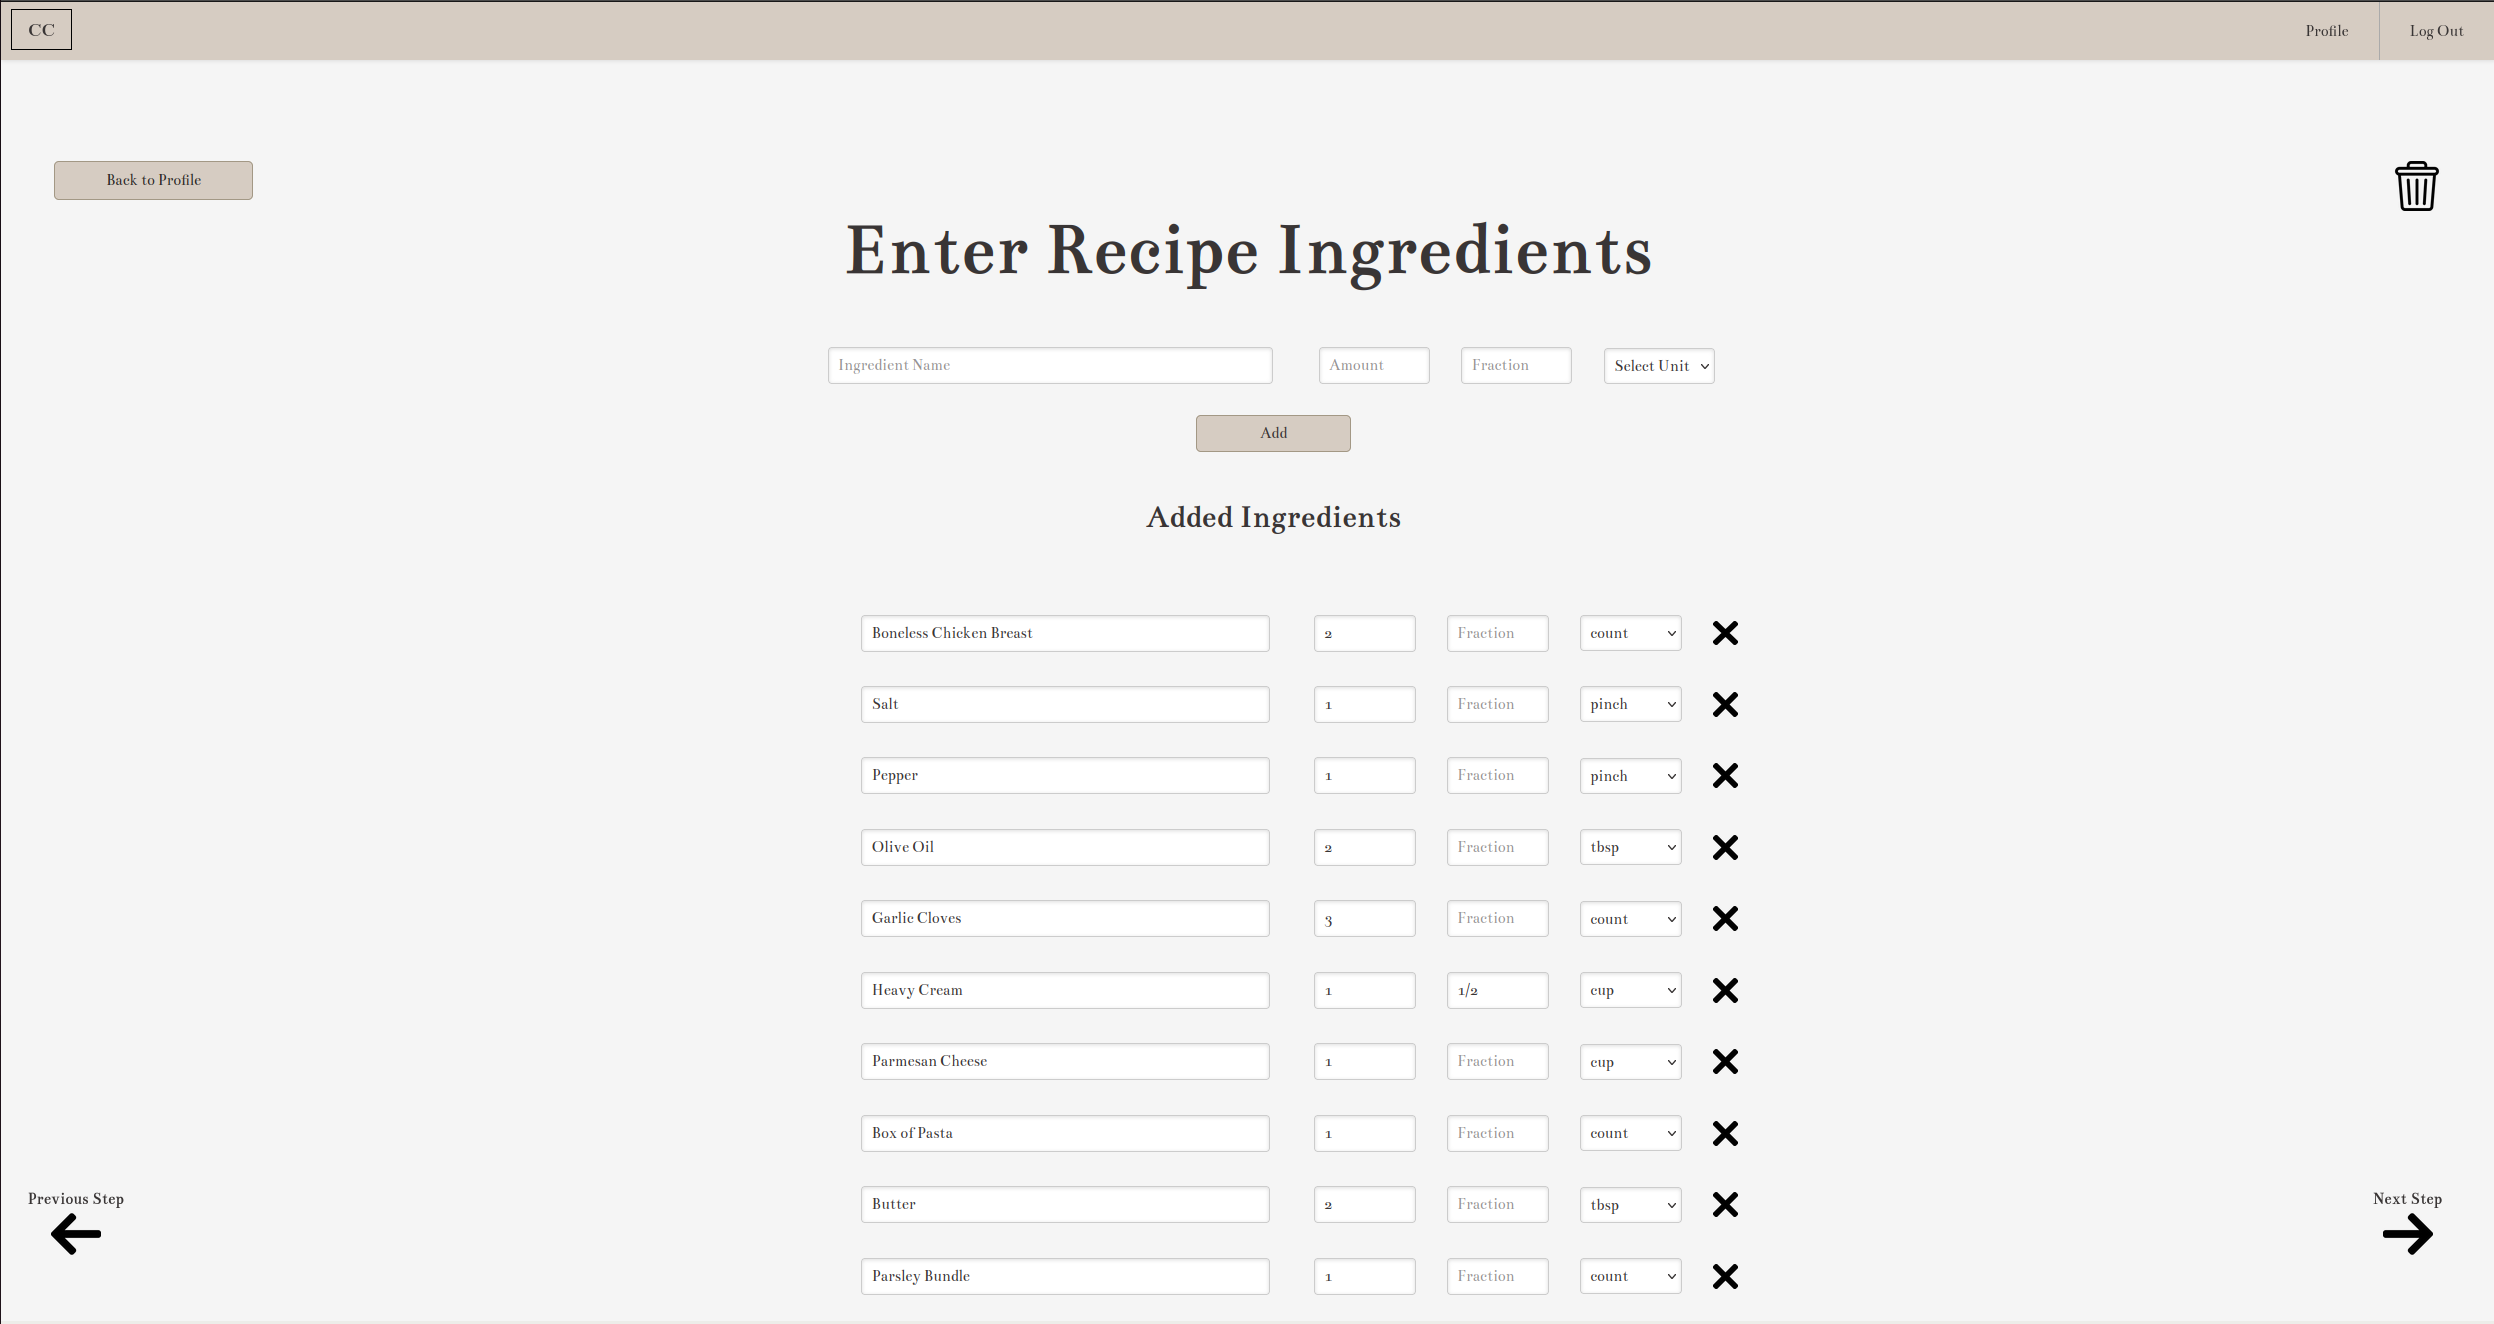 CC Profile Log Out
Back to Profile
Enter Recipe Ingredients
Ingredient Name Amount Fraction Select Unit
Add
Added Ingredients
Boneless Chicken Breast 2 Fraction count
Salt 1 Fraction pinch
Pepper 1 Fraction pinch
Olive Oil 2 Fraction tbsp
Garlic Cloves 3 Fraction count
Heavy Cream 1 1/2 cup
Parmesan Cheese 1 Fraction cup
Box of Pasta 1 Fraction count
Previous Step Next Step
Butter 2 Fraction tbsp
Parsley Bundle 1 Fraction count